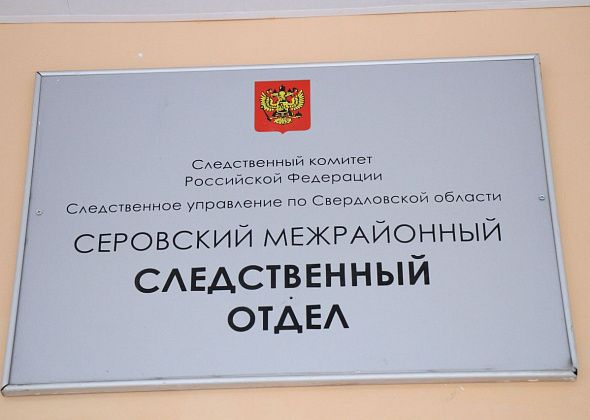 Следственный комитет
Российской Федерации
Следственное управление по Свердловской области
СЕРОВСКИЙ МЕЖРАЙОННЫЙ
СЛЕДСТВЕННЫЙ
ОТДЕЛ